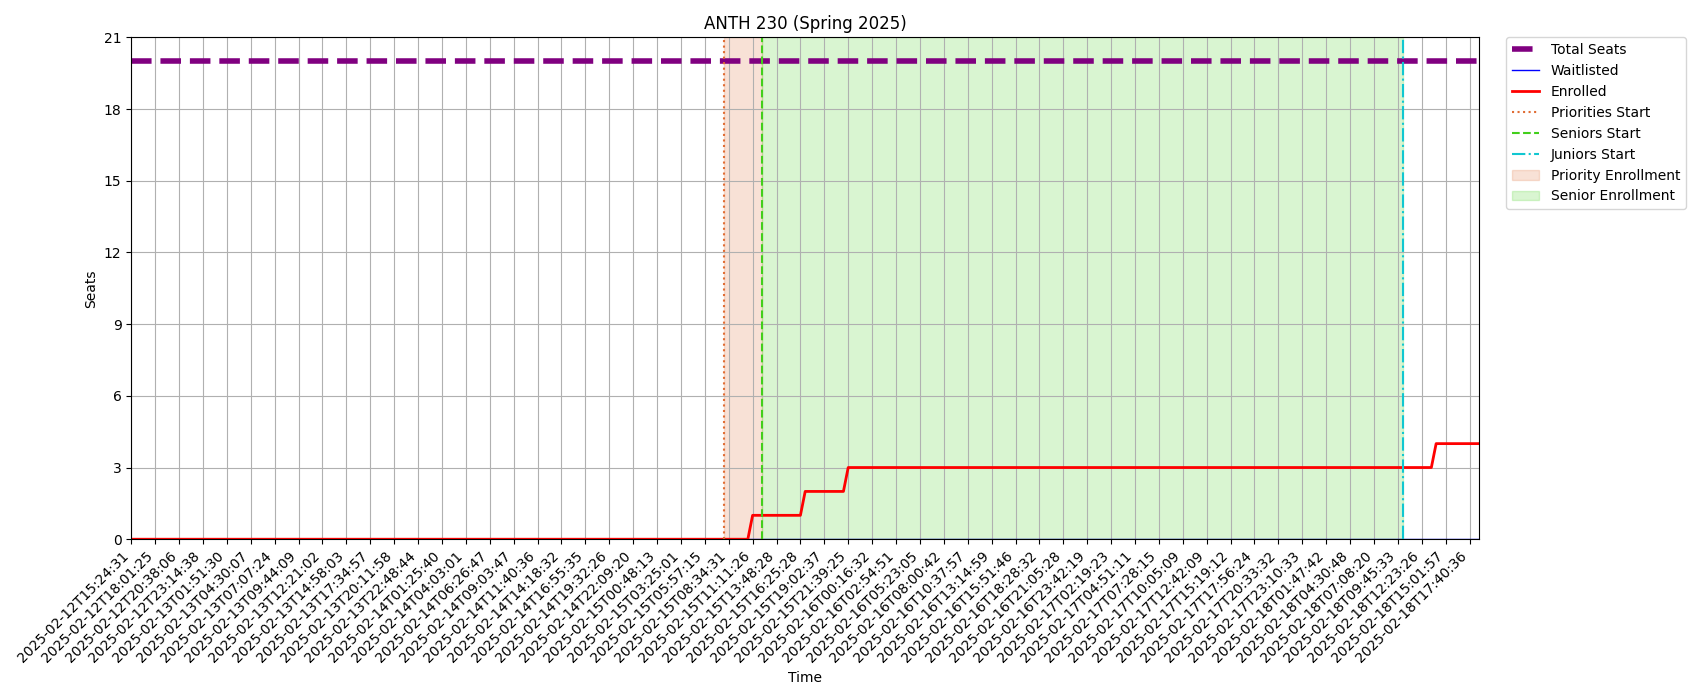 ANTH 230 (Spring 2025)
21
18
15
12
9
6
3
0
Seats
2025-02-12T15:24:31
2025-02-12T18:01:25
2025-02-12T20:38:06
2025-02-12T23:14:38
2025-02-13T01:51:30
2025-02-13T04:30:07
2025-02-13T07:07:24
2025-02-13T09:44:09
2025-02-13T12:21:02
2025-02-13T14:58:03
2025-02-13T17:34:57
2025-02-13T20:11:58
2025-02-13T22:48:44
2025-02-14T01:25:40
2025-02-14T04:03:01
2025-02-14T06:26:47
2025-02-14T09:03:47
2025-02-14T11:40:36
2025-02-14T14:18:32
2025-02-14T16:55:35
2025-02-14T19:32:26
2025-02-14T22:09:20
2025-02-15T00:48:13
2025-02-15T03:25:01
2025-02-15T05:57:15
2025-02-15T08:34:31
2025-02-15T11:11:26
2025-02-15T13:48:28
2025-02-15T16:25:28
2025-02-15T19:02:37
2025-02-15T21:39:25
2025-02-16T00:16:32
2025-02-16T02:54:51
2025-02-16T05:23:05
2025-02-16T08:00:42
2025-02-16T10:37:57
2025-02-16T13:14:59
2025-02-16T15:51:46
2025-02-16T18:28:32
2025-02-16T21:05:28
2025-02-16T23:42:19
2025-02-17T02:19:23
2025-02-17T04:51:11
2025-02-17T07:28:15
2025-02-17T10:05:09
2025-02-17T12:42:09
2025-02-17T15:19:12
2025-02-17T17:56:24
2025-02-17T20:33:32
2025-02-17T23:10:33
2025-02-18T01:47:42
2025-02-18T04:30:48
2025-02-18T07:08:20
2025-02-18T09:45:33
2025-02-18T12:23:26
2025-02-18T15:01:57
2025-02-18T17:40:36
Time
Total Seats
Waitlisted
Enrolled
Priorities Start
Seniors Start
Juniors Start
Priority Enrollment
Senior Enrollment